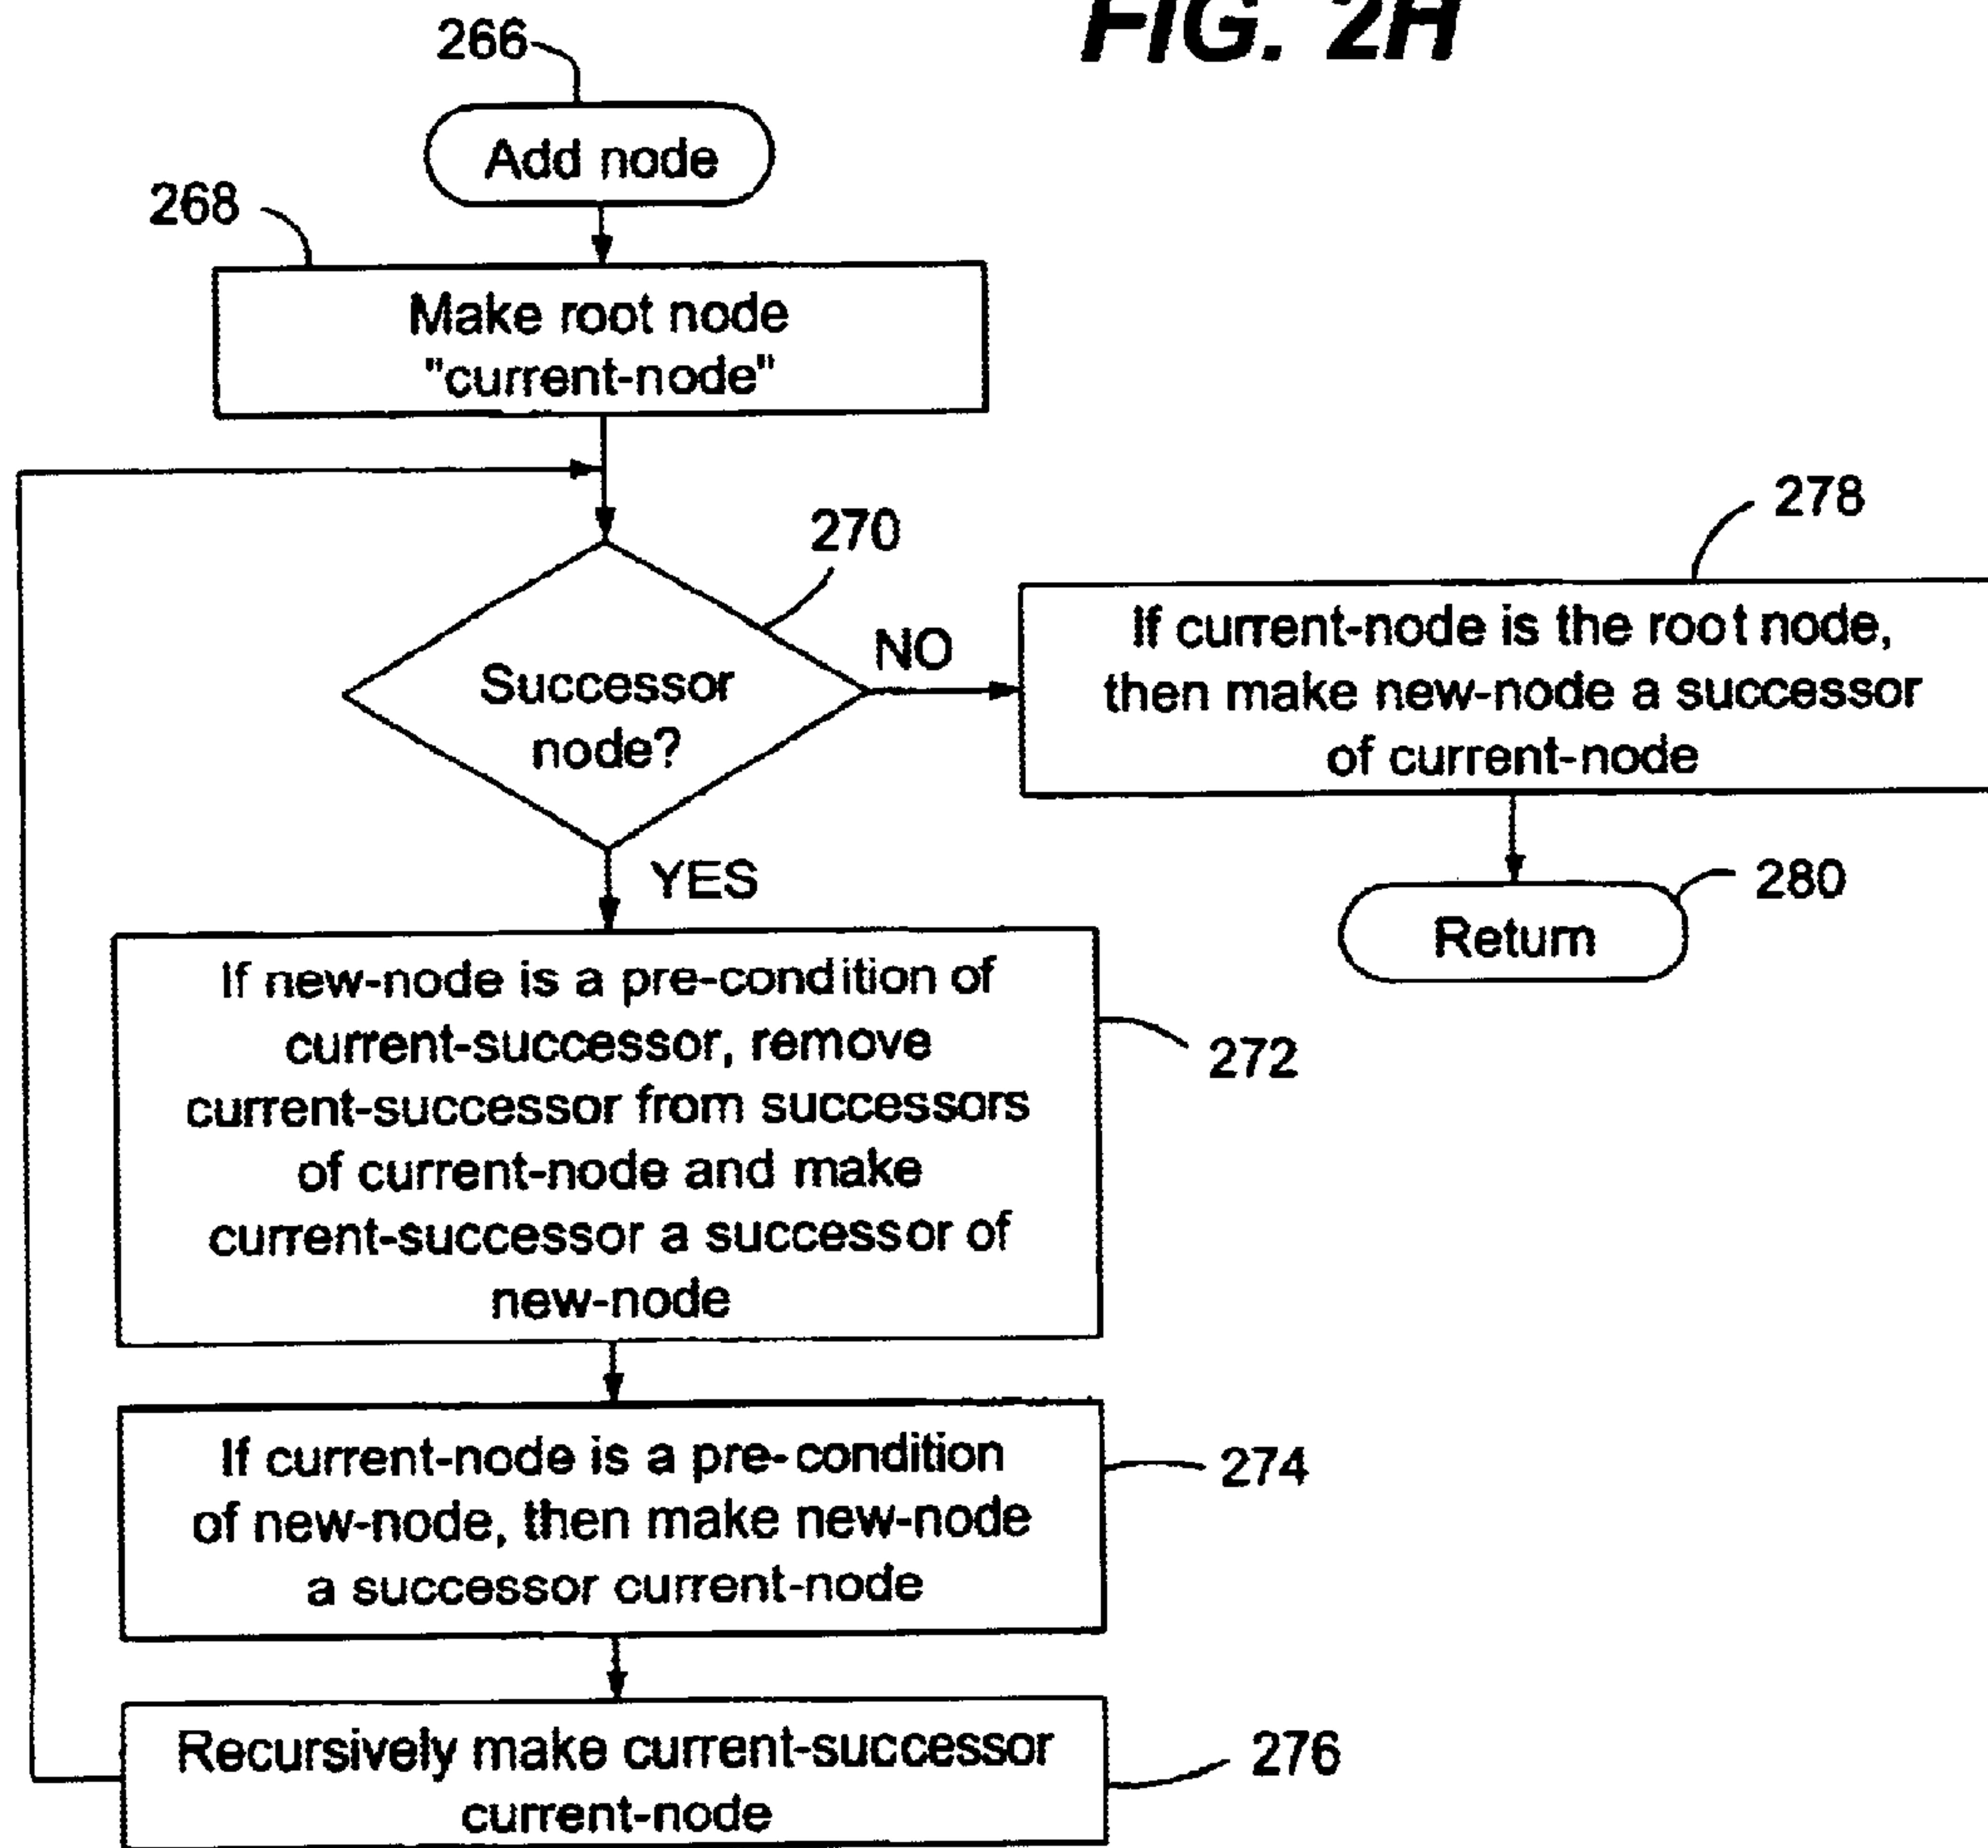 FIG. 2H
266
Add node
268
Make root node
"current-node"
270
Successor
node?
NO
YES
278
If current-node is the root node,
then make new-node a successor
of current-node
280
Return
If new-node is a pre-condition of
current-successor, remove
current-successor from successors
of current-node and make
current-successor a successor of
new-node
272
If current-node is a pre-condition
of new-node, then make new-node
a successor current-node
274
Recursively make current-successor
current-node
276